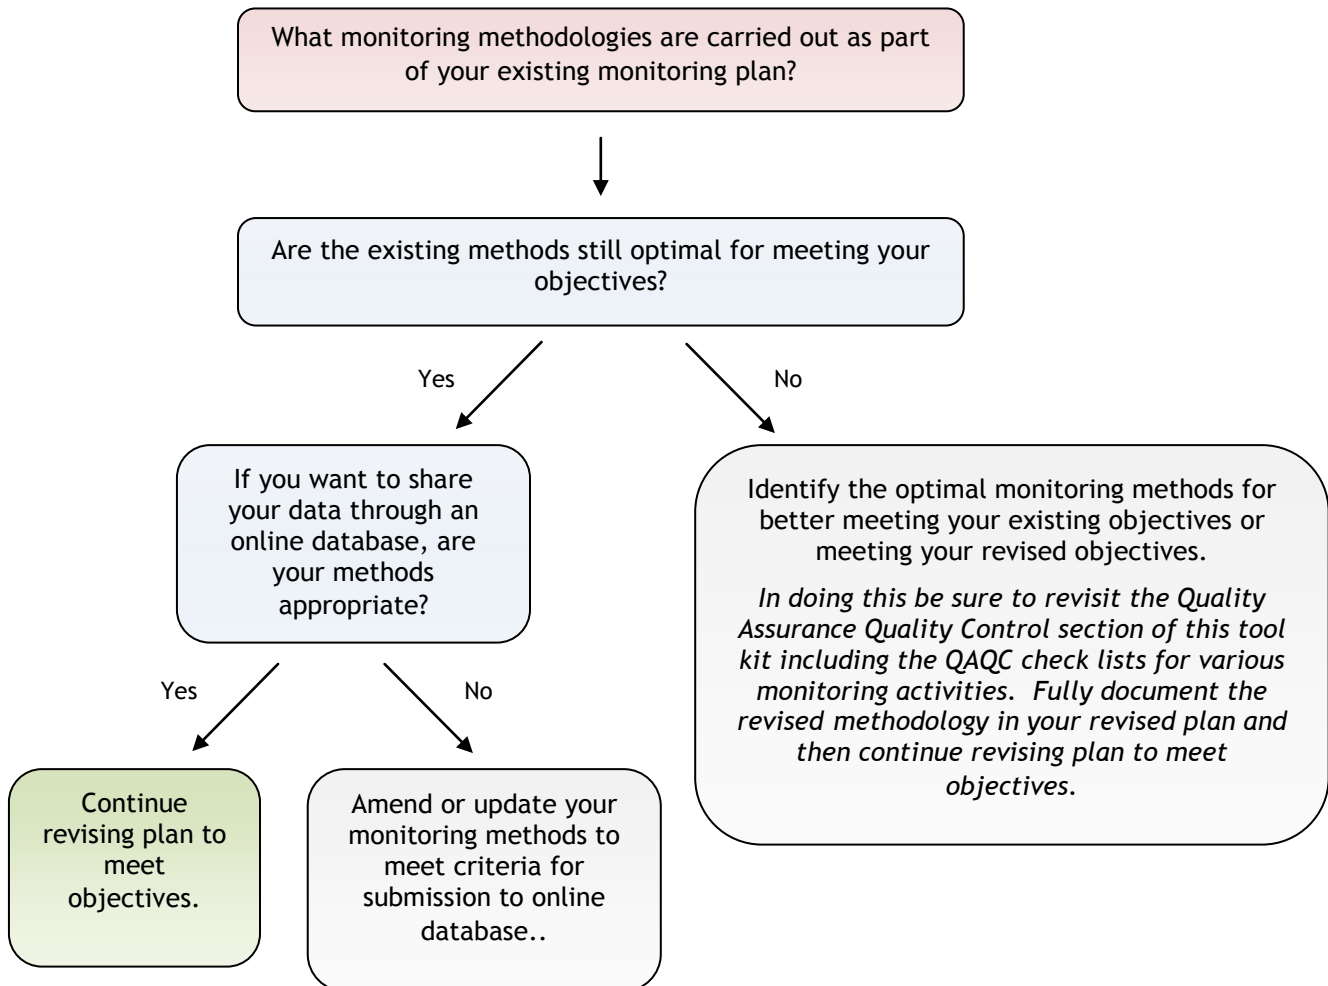 What monitoring methodologies are carried out as part
of your existing monitoring plan?
Are the existing methods still optimal for meeting your
objectives?
Yes
No
If you want to share
your data through an
online database, are
your methods
appropriate?
Identify the optimal monitoring methods for
better meeting your existing objectives or
meeting your revised objectives.
In doing this be sure to revisit the Quality
Assurance Quality Control section of this tool
kit including the QAQC check lists for various
monitoring activities.  Fully document the
revised methodology in your revised plan and
then continue revising plan to meet
objectives.
Yes
No
Continue
revising plan to
meet
objectives.
Amend or update your
monitoring methods to
meet criteria for
submission to online
database..